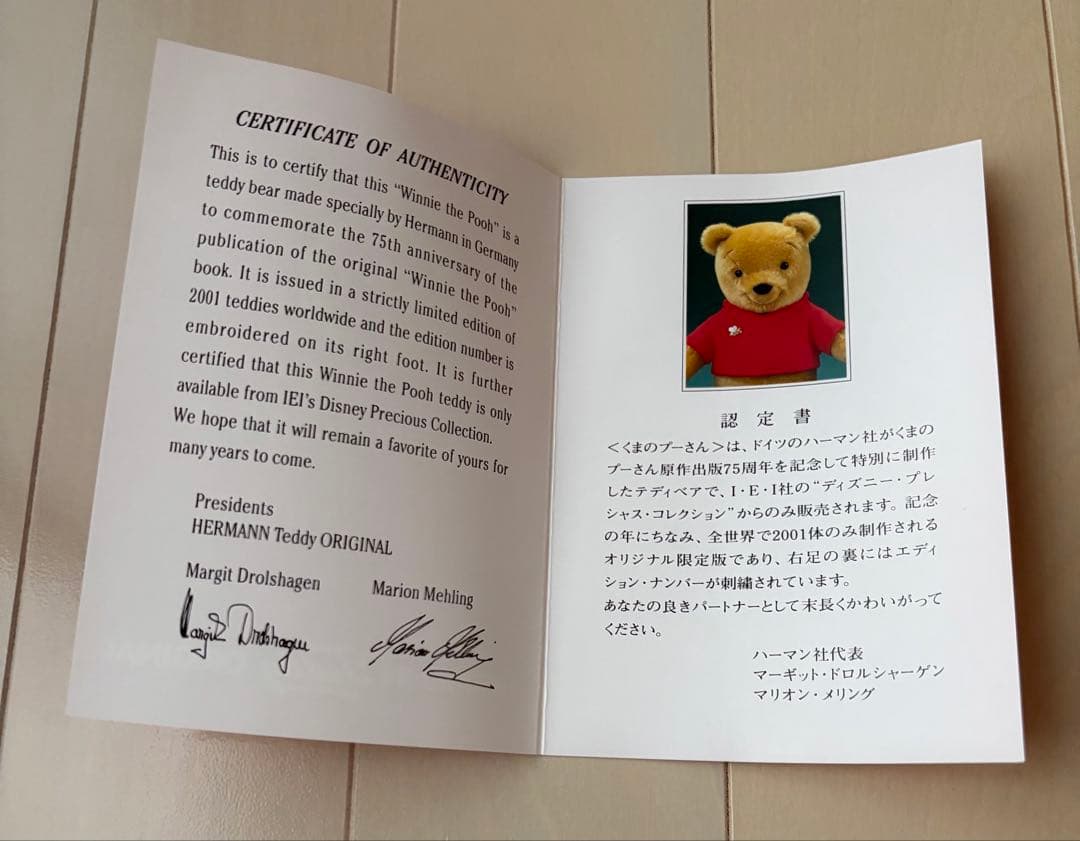 CERTIFICATE OF AUTHENTICITY
This is to certify that this “Winnie the Pooh” is a
teddy bear made specially by Hermann in Germany
to commemorate the 75th anniversary of the
publication of the original “Winnie the Pooh”
book. It is issued in a strictly limited edition of
2001 teddies worldwide and the edition number is
embroidered on its right foot. It is further
certified that this Winnie the Pooh teddy is only
available from IEI’s Disney Precious Collection.
We hope that it will remain a favorite of yours for
many years to come.
Presidents
HERMANN Teddy ORIGINAL
Margit Drolshagen
Marion Mehling
Margit Drolshagen
Marion Mehling
認定書
＜くまのプーさん＞は、ドイツのハーマン社がくまの
プーさん原作出版75周年を記念して特別に制作
したテディベアで、I・E・I社の“ディズニー・プレ
シャス・コレクション”からのみ販売されます。記念
の年にちなみ、全世界で2001体のみ制作される
オリジナル限定版であり、右足の裏にはエディ
ション・ナンバーが刺繍されています。
あなたの良きパートナーとして末長くかわいがって
ください。
ハーマン社代表
マーギット・ドロルシャーゲン
マリオン・メリング